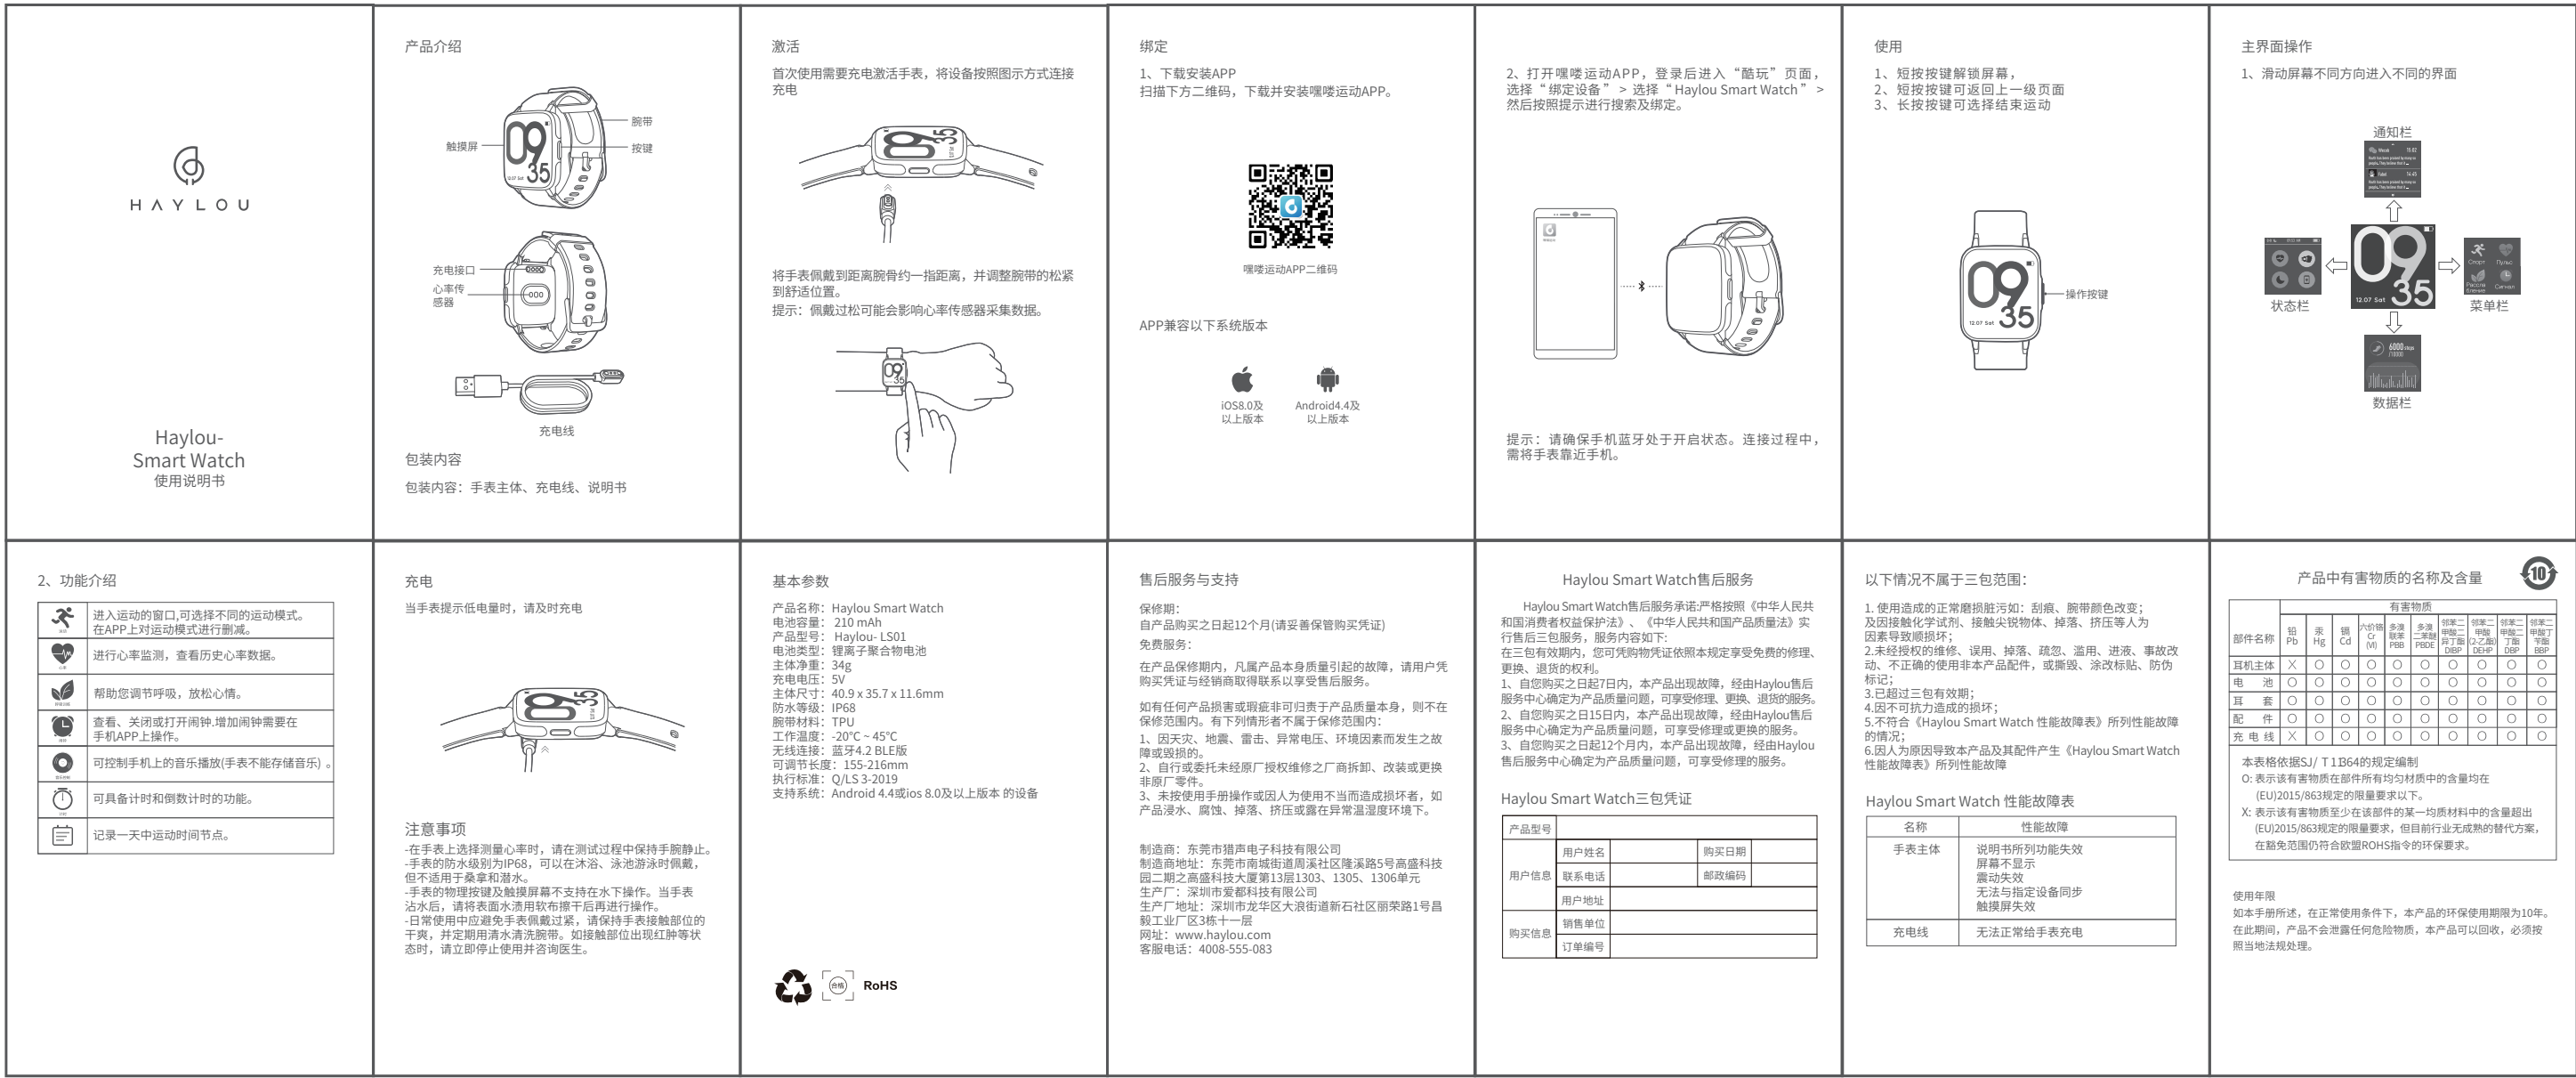 HAYLOU
Haylou-
Smart Watch
使用说明书
产品介绍
腕带
触摸屏
按键
09
35
12.07 Sat
充电接口
心率传
感器
充电线
包装内容
包装内容：手表主体、充电线、说明书
激活
首次使用需要充电激活手表，将设备按照图示方式连接
充电
将手表佩戴到距离腕骨约一指距离，并调整腕带的松紧
到舒适位置。
提示：佩戴过松可能会影响心率传感器采集数据。
绑定
1、下载安装APP
扫描下方二维码，下载并安装嘿喽运动APP。
嘿喽运动APP二维码
APP兼容以下系统版本
iOS8.0及
以上版本
Android4.4及
以上版本
2、打开嘿喽运动APP，登录后进入“酷玩”页面，
选择“ 绑定设备” > 选择“ Haylou Smart Watch ” >
然后按照提示进行搜索及绑定。
提示：请确保手机蓝牙处于开启状态。连接过程中，
需将手表靠近手机。
使用
1、短按按键解锁屏幕，
2、短按按键可返回上一级页面
3、长按按键可选择结束运动
09
35
12.07 Sat
操作按键
主界面操作
1、滑动屏幕不同方向进入不同的界面
通知栏
状态栏
09
12.07 Sat 35
Спорт
Пульс
Сигнал
菜单栏
6000 steps
/10000
数据栏
2、功能介绍
进入运动的窗口,可选择不同的运动模式。
在APP上对运动模式进行删减。
进行心率监测，查看历史心率数据。
帮助您调节呼吸，放松心情。
查看、关闭或打开闹钟.增加闹钟需要在
手机APP上操作。
可控制手机上的音乐播放(手表不能存储音乐) 。
可具备计时和倒数计时的功能。
记录一天中运动时间节点。
充电
当手表提示低电量时，请及时充电
注意事项
-在手表上选择测量心率时，请在测试过程中保持手腕静止。
-手表的防水级别为IP68，可以在沐浴、泳池游泳时佩戴，
但不适用于桑拿和潜水。
-手表的物理按键及触摸屏幕不支持在水下操作。当手表
沾水后，请将表面水渍用软布擦干后再进行操作。
-日常使用中应避免手表佩戴过紧，请保持手表接触部位的
干爽，并定期用清水清洗腕带。如接触部位出现红肿等状
态时，请立即停止使用并咨询医生。
基本参数
产品名称：Haylou Smart Watch
电池容量： 210 mAh
产品型号： Haylou- LS01
电池类型：锂离子聚合物电池
主体净重：34g
充电电压：5V
主体尺寸：40.9 x 35.7 x 11.6mm
防水等级：IP68
腕带材料：TPU
工作温度：-20℃ ~ 45℃
无线连接：蓝牙4.2 BLE版
可调节长度：155-216mm
执行标准：Q/LS 3-2019
支持系统：Android 4.4或ios 8.0及以上版本 的设备
合格
RoHS
售后服务与支持
保修期：
自产品购买之日起12个月(请妥善保管购买凭证)
免费服务：
在产品保修期内，凡属产品本身质量引起的故障，请用户凭
购买凭证与经销商取得联系以享受售后服务。
如有任何产品损害或瑕疵非可归责于产品质量本身，则不在
保修范围内。有下列情形者不属于保修范围内：
1、因天灾、地震、雷击、异常电压、环境因素而发生之故
障或毁损的。
2、自行或委托未经原厂授权维修之厂商拆卸、改装或更换
非原厂零件。
3、未按使用手册操作或因人为使用不当而造成损坏者，如
产品浸水、腐蚀、掉落、挤压或露在异常温湿度环境下。
制造商：东莞市猎声电子科技有限公司
制造商地址：东莞市南城街道周溪社区隆溪路5号高盛科技
园二期之高盛科技大厦第13层1303、1305、1306单元
生产厂：深圳市爱都科技有限公司
生产厂地址：深圳市龙华区大浪街道新石社区丽荣路1号昌
毅工业厂区3栋十一层
网址：www.haylou.com
客服电话：4008-555-083
Haylou Smart Watch售后服务
Haylou Smart Watch售后服务承诺:严格按照《中华人民共
和国消费者权益保护法》、《中华人民共和国产品质量法》实
行售后三包服务，服务内容如下:
在三包有效期内，您可凭购物凭证依照本规定享受免费的修理、
更换、退货的权利。
1、自您购买之日起7日内，本产品出现故障，经由Haylou售后
服务中心确定为产品质量问题，可享受修理、更换、退货的服务。
2、自您购买之日15日内，本产品出现故障，经由Haylou售后
服务中心确定为产品质量问题，可享受修理或更换的服务。
3、自您购买之日起12个月内，本产品出现故障，经由Haylou
售后服务中心确定为产品质量问题，可享受修理的服务。
Haylou Smart Watch三包凭证
产品型号
用户信息
用户姓名
购买日期
联系电话
邮政编码
用户地址
购买信息
销售单位
订单编号
以下情况不属于三包范围：
1. 使用造成的正常磨损脏污如：刮痕、腕带颜色改变；
及因接触化学试剂、接触尖锐物体、掉落、挤压等人为
因素导致顺损坏；
2.未经授权的维修、误用、掉落、疏忽、滥用、进液、事故改
动、不正确的使用非本产品配件，或撕毁、涂改标贴、防伪
标记；
3.已超过三包有效期；
4.因不可抗力造成的损坏；
5.不符合《Haylou Smart Watch 性能故障表》所列性能故障
的情况；
6.因人为原因导致本产品及其配件产生《Haylou Smart Watch
性能故障表》所列性能故障
Haylou Smart Watch 性能故障表
名称 性能故障
手表主体 说明书所列功能失效
屏幕不显示
震动失效
无法与指定设备同步
触摸屏失效
充电线 无法正常给手表充电
产品中有害物质的名称及含量
10
有害物质
部件名称 铅 Pb 汞 Hg 镉 Cd 六价铬 Cr (VI) 多溴联苯 PBB 多溴二苯醚 PBDE 邻苯二甲酸二异丁酯 DIBP 邻苯二甲酸(2-乙酯) DEHP 邻苯二甲酸二丁酯 DBP 邻苯二甲酸丁苄酯 BBP
耳机主体 X O O O O O O O O O
电 池 O O O O O O O O O O
耳 套 O O O O O O O O O O
配 件 O O O O O O O O O O
充 电 线 X O O O O O O O O O
本表格依据SJ/ T 11364的规定编制
O: 表示该有害物质在部件所有均匀材质中的含量均在
(EU)2015/863规定的限量要求以下。
X: 表示该有害物质至少在该部件的某一均质材料中的含量超出
(EU)2015/863规定的限量要求，但目前行业无成熟的替代方案，
在豁免范围仍符合欧盟ROHS指令的环保要求。
使用年限
如本手册所述，在正常使用条件下，本产品的环保使用期限为10年。
在此期间，产品不会泄露任何危险物质，本产品可以回收，必须按
照当地法规处理。